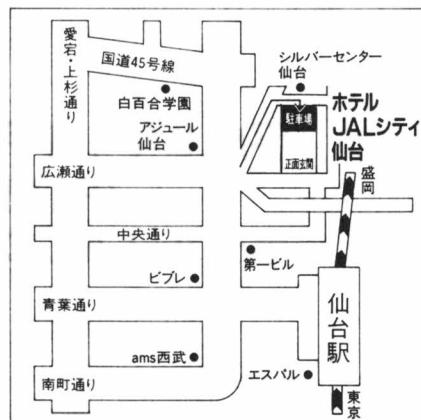 愛宕・上杉通り
国道45号線
シルバーセンター
仙台
白百合学園
アジュール
仙台
駐車場
ホテル
JALシティ
仙台
正面玄関
広瀬通り
盛岡
中央通り
第一ビル
ビブレ
青葉通り
仙台駅
ams西武
エスパル
南町通り
東京